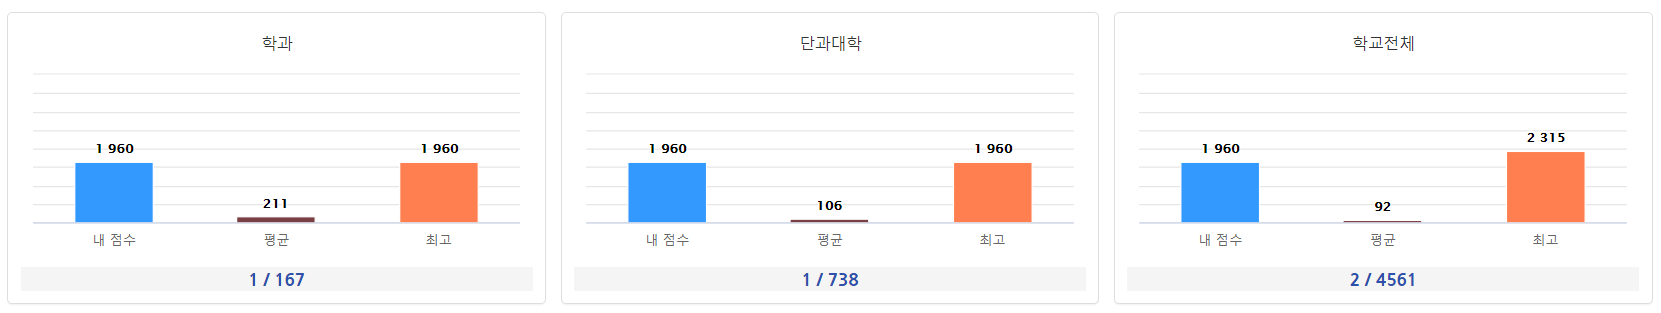 학과
1 960
211
1 960
내 점수
평균
최고
1 / 167
단과대학
1 960
106
1 960
내 점수
평균
최고
1 / 738
학교전체
1 960
92
2 315
내 점수
평균
최고
2 / 4561